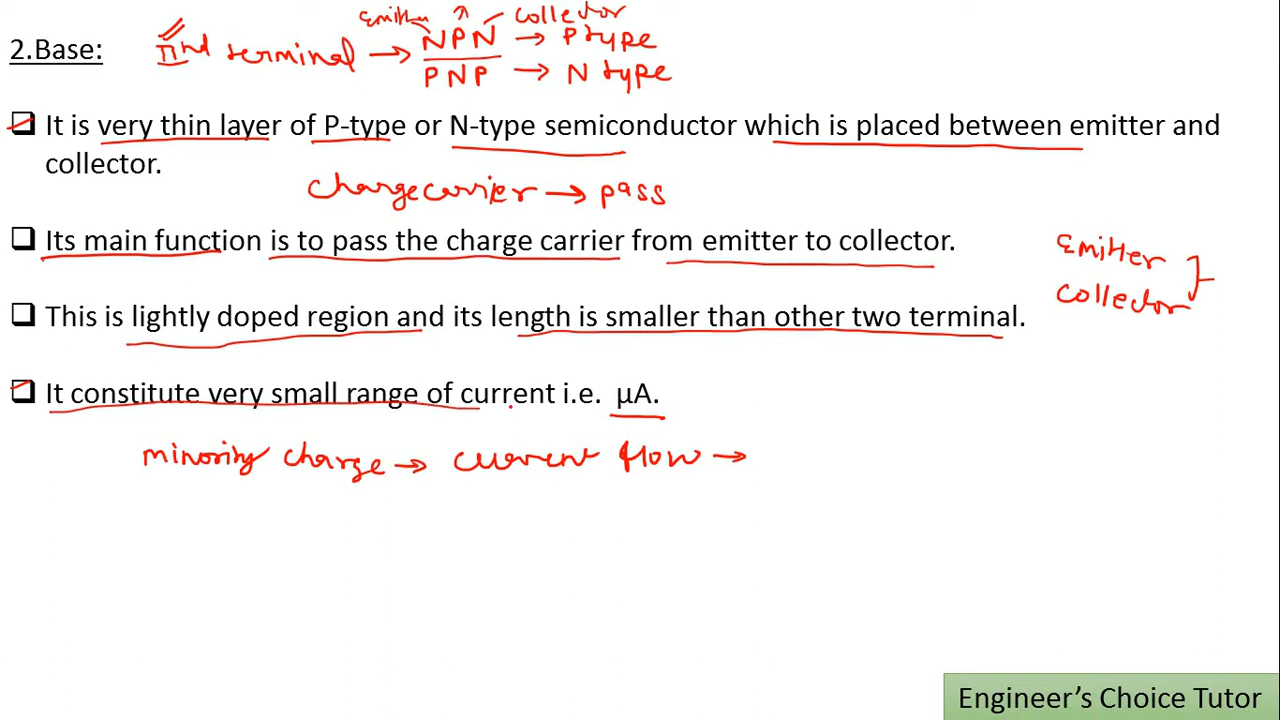 Emitter ↑ collector
2.Base: IInd terminal → NPN → P type
PNP → N type
It is very thin layer of P-type or N-type semiconductor which is placed between emitter and
collector.
charge carrier → pass
Its main function is to pass the charge carrier from emitter to collector.
Emitter
collector
This is lightly doped region and its length is smaller than other two terminal.
It constitute very small range of current i.e. µA.
minority charge → current flow →
Engineer's Choice Tutor